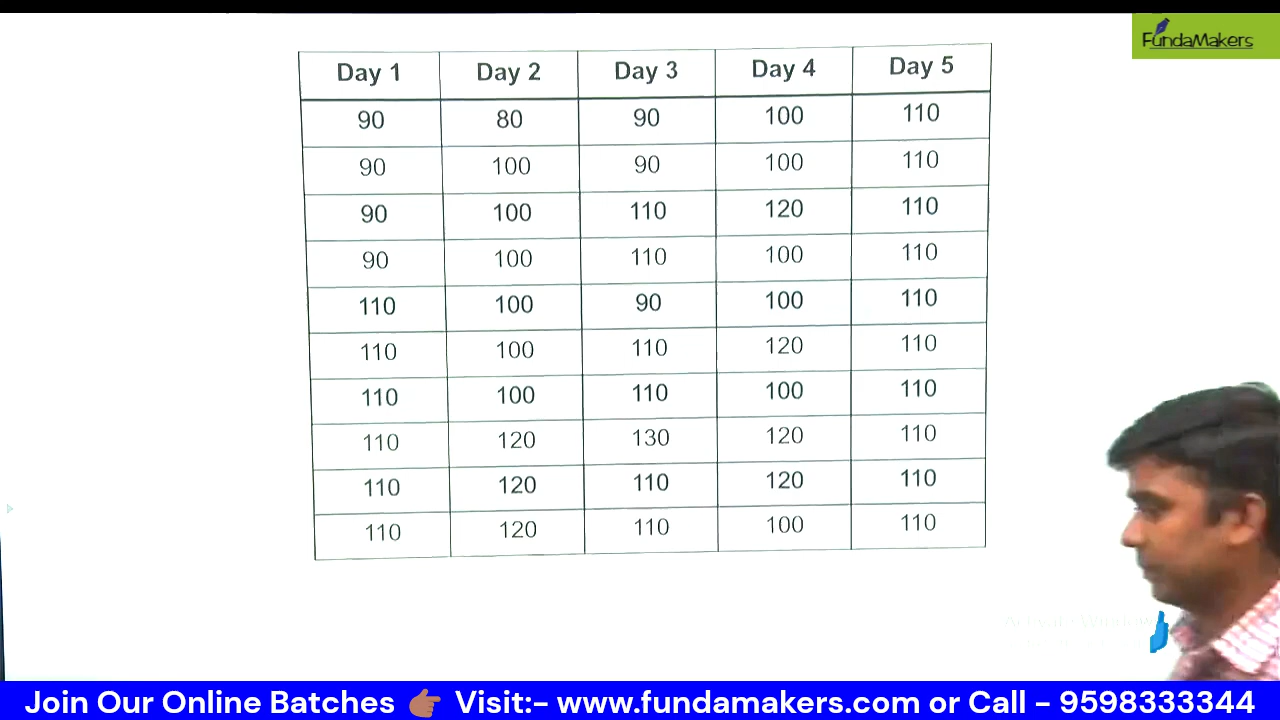 FundaMakers
Day 1 Day 2 Day 3 Day 4 Day 5
90 80 90 100 110
90 100 90 100 110
90 100 110 120 110
90 100 110 100 110
110 100 90 100 110
110 100 110 120 110
110 100 110 100 110
110 120 130 120 110
110 120 110 120 110
110 120 110 100 110
Join Our Online Batches Visit:- www.fundamakers.com or Call - 9598333344